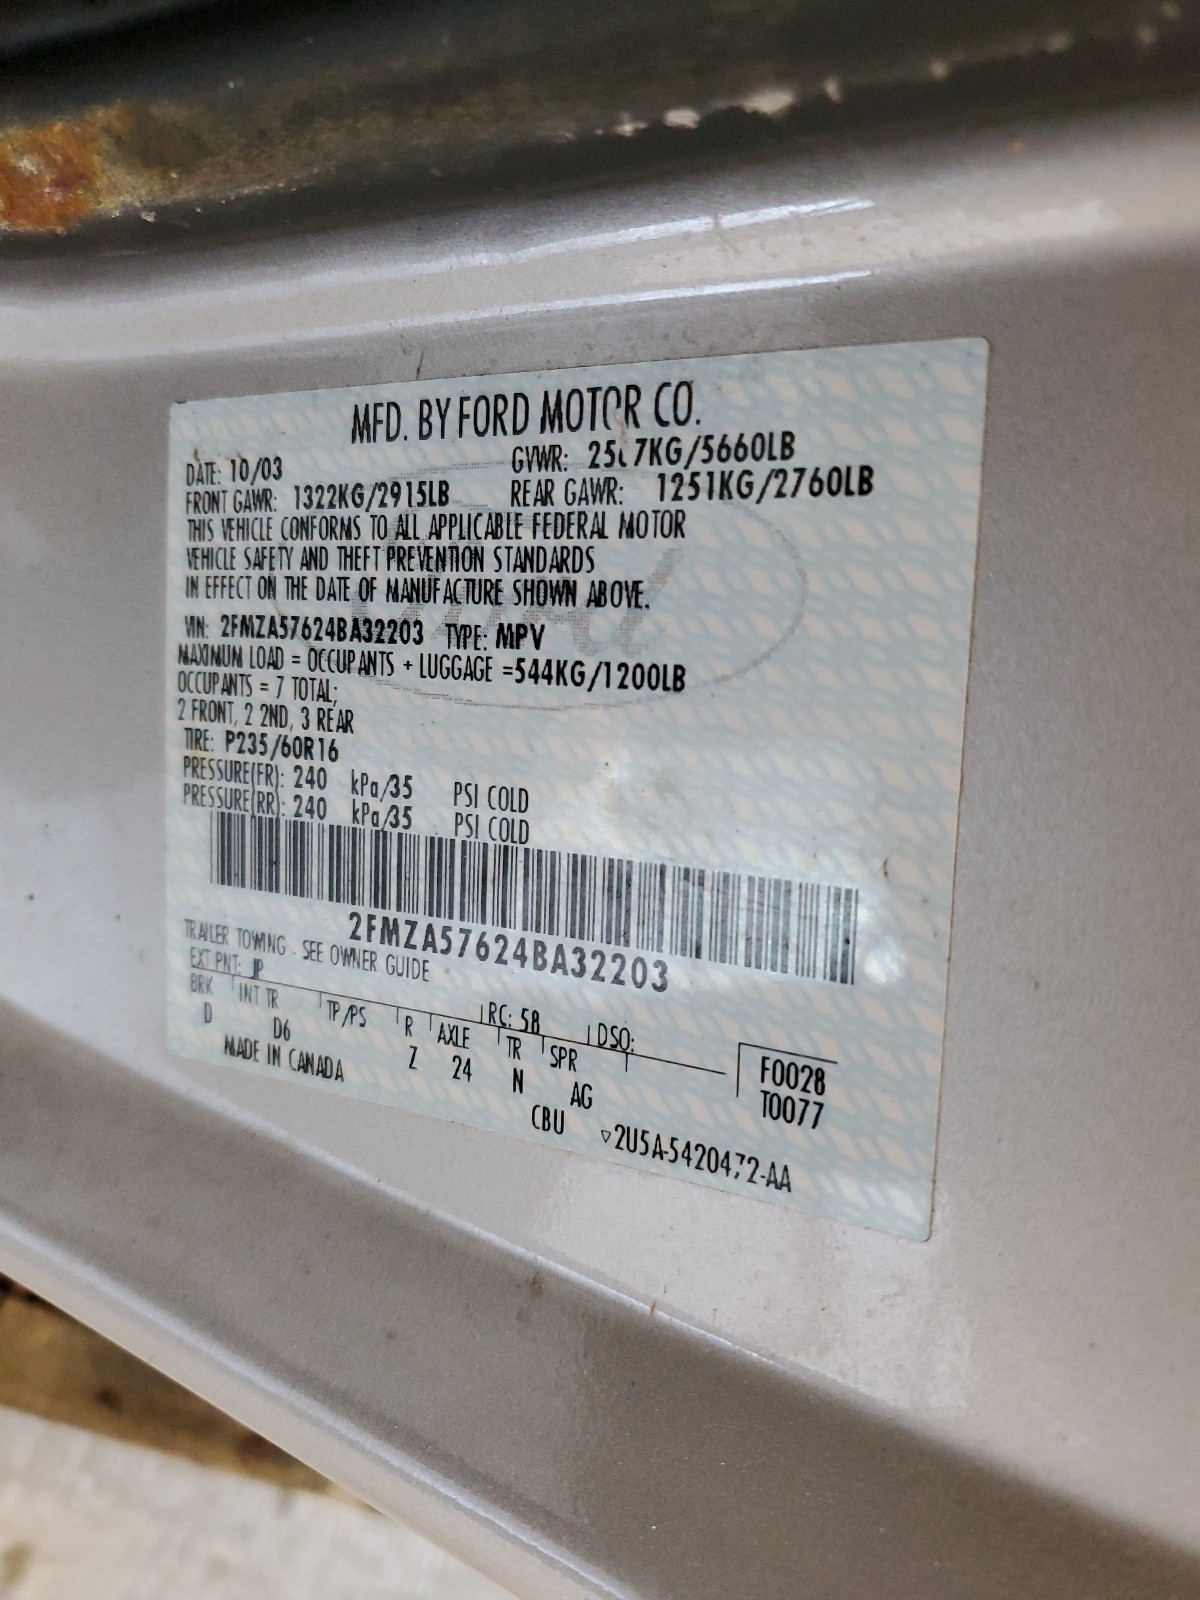 MFD. BY FORD MOTOR CO.
DATE: 10/03 GVWR: /5660LB
FRONT GAWR: 1322KG/2915LB REAR GAWR: 1251KG/2760LB
THIS VEHICLE CONFORMS TO ALL APPLICABLE FEDERAL MOTOR
VEHICLE SAFETY AND THEFT PREVENTION STANDARDS
IN EFFECT ON THE DATE OF MANUFACTURE SHOWN ABOVE.
VIN: 2FMZA57624BA32203 TYPE: MPV
MAXIMUM LOAD = OCCUPANTS + LUGGAGE =544KG/1200LB
OCCUPANTS = 7 TOTAL;
2 FRONT, 2 2ND, 3 REAR
TIRE: P235/60R16
PRESSURE(FR): 240 kPa/35 PSI COLD
PRESSURE(RR): 240 kPa/35 PSI COLD
2FMZA57624BA32203
TRAILER TOWING - SEE OWNER GUIDE
EXT PNT: JP RC: 58 DSO:
BRK INT TR TP/PS R AXLE TR SPR
D D6 Z 24 N AG
F0028
T0077
MADE IN CANADA
CBU ▿2U5A-5420472-AA